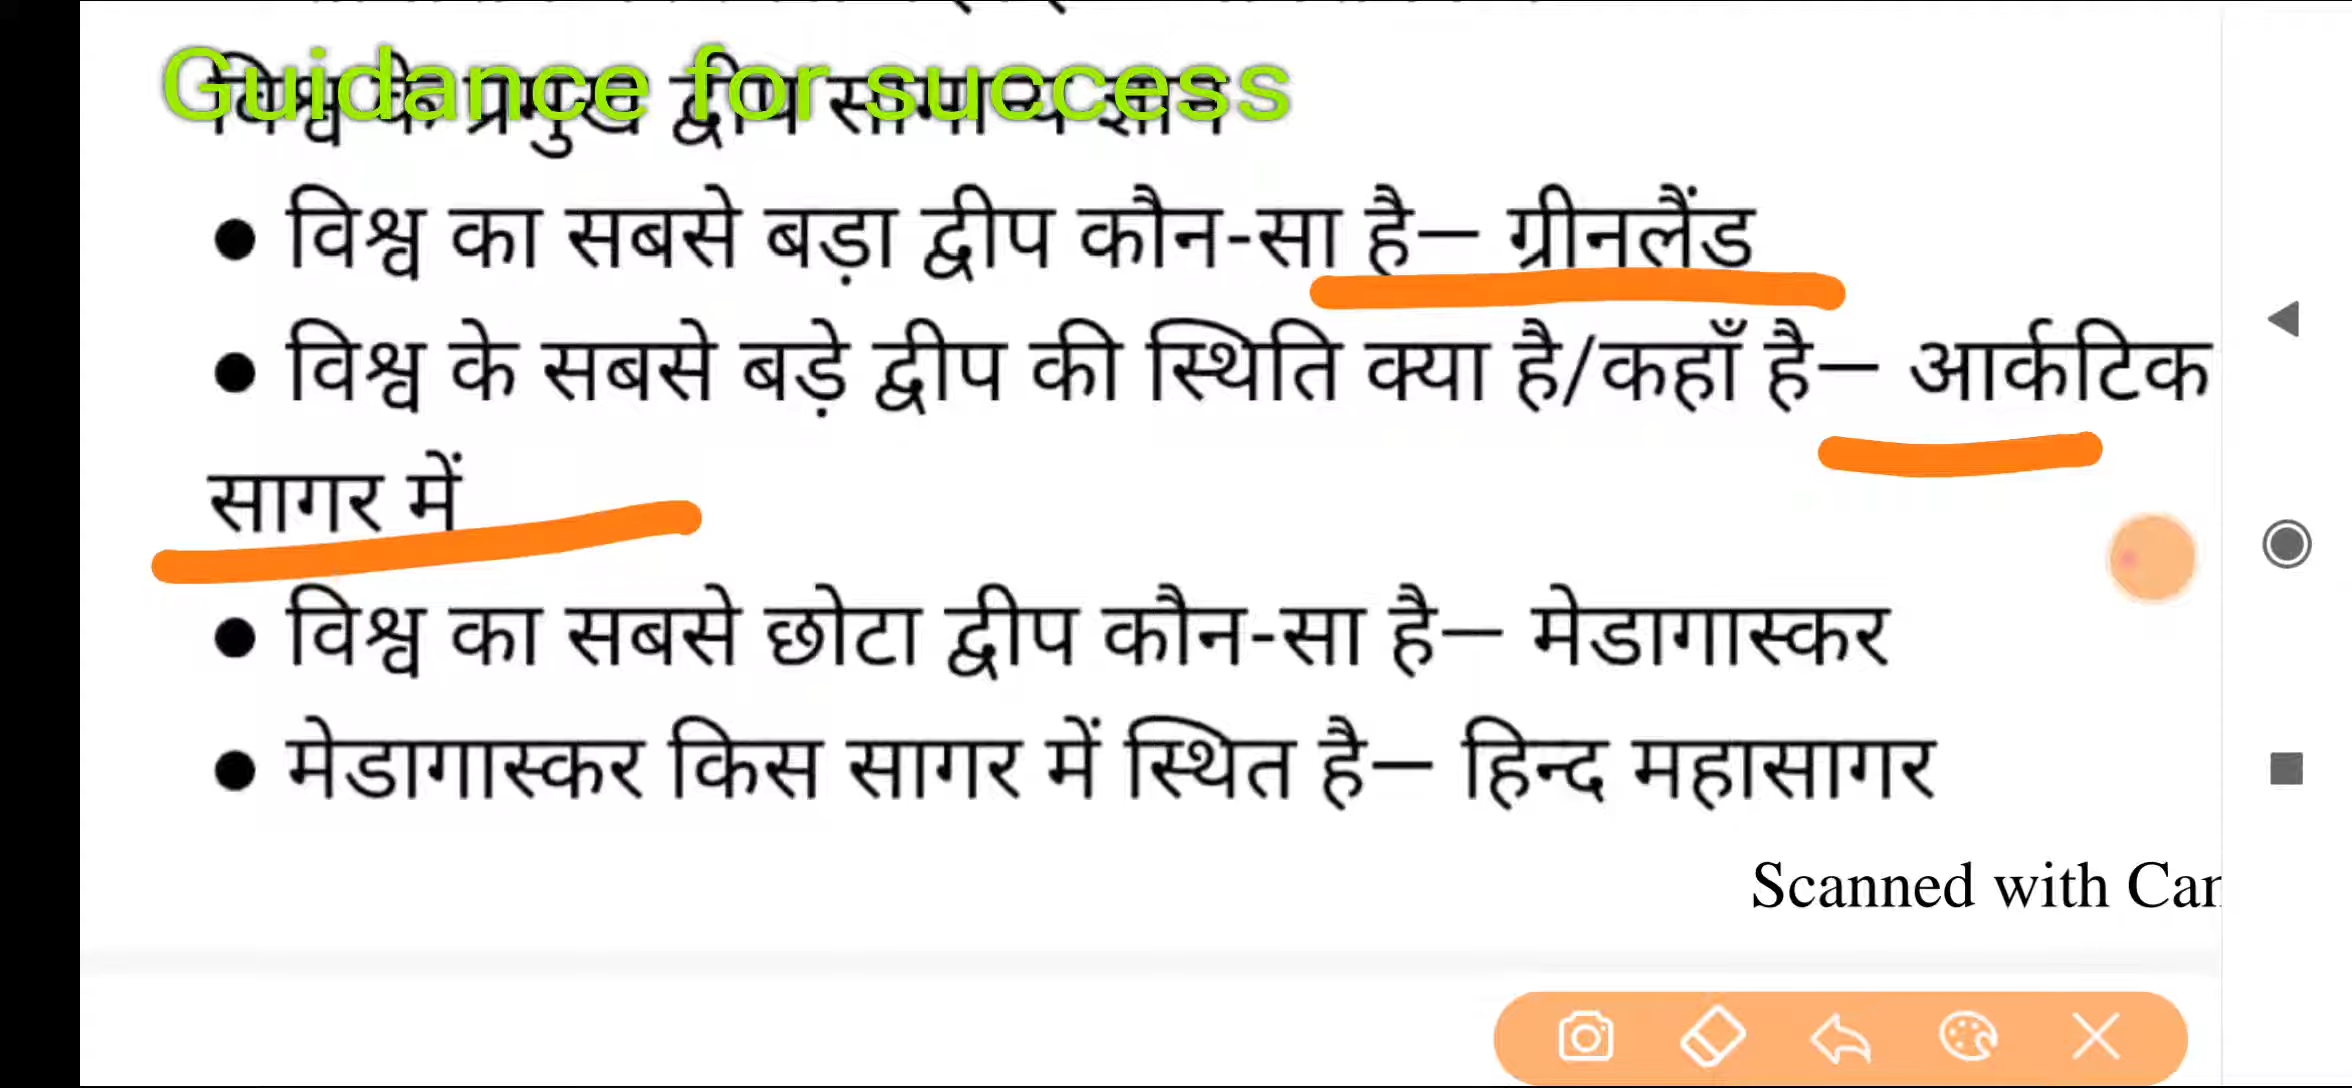 Guidance for success
विश्व के प्रमुख द्वीप सामान्य ज्ञान
● विश्व का सबसे बड़ा द्वीप कौन-सा है— ग्रीनलैंड
● विश्व के सबसे बड़े द्वीप की स्थिति क्या है/कहाँ है— आर्कटिक
सागर में
● विश्व का सबसे छोटा द्वीप कौन-सा है— मेडागास्कर
● मेडागास्कर किस सागर में स्थित है— हिन्द महासागर
Scanned with